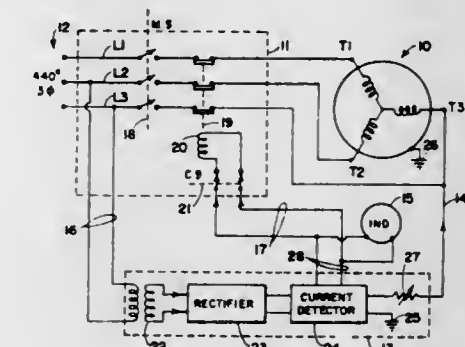 M.S
12
L1
11
T1
10
L2
440°
3ϕ
L3
T3
18
19
26
20
T2
C.S
15
14
21
IND
16
17
28
27
RECTIFIER
CURRENT
DETECTOR
25
22
23
24
13